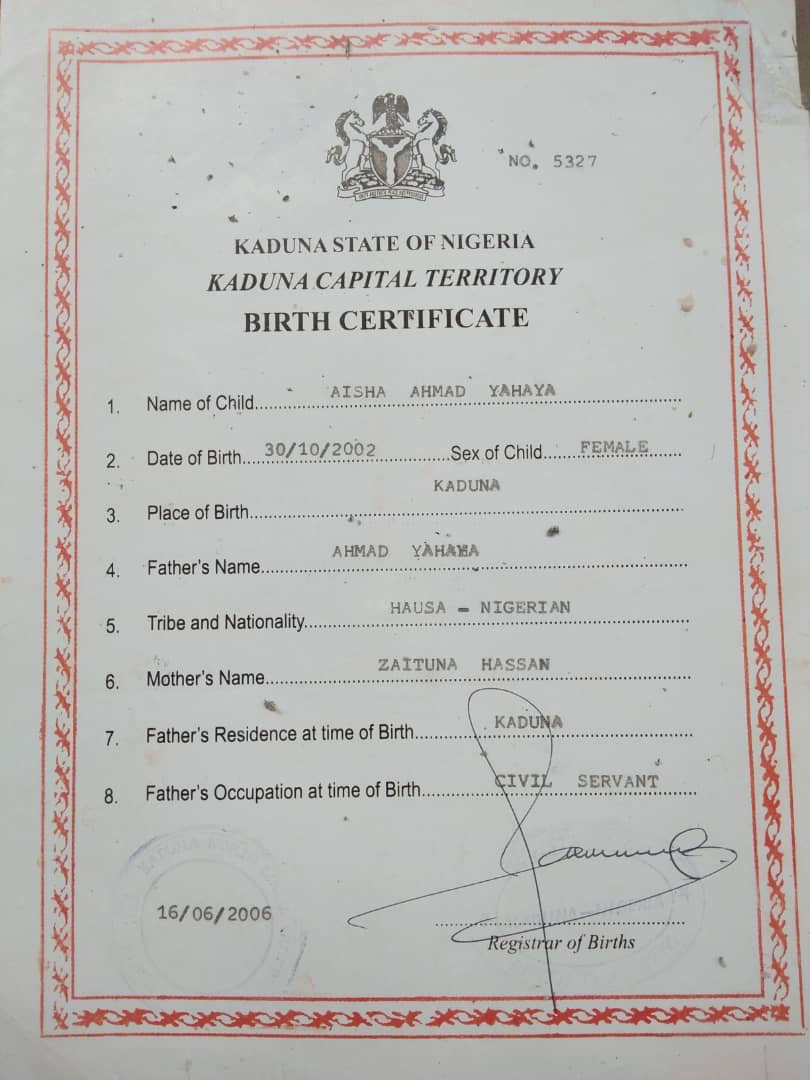 NO. 5327
KADUNA STATE OF NIGERIA
KADUNA CAPITAL TERRITORY
BIRTH CERTIFICATE
1. Name of Child..........AISHA AHMAD YAHAYA
2. Date of Birth....30/10/2002..........Sex of Child......FEMALE
3. Place of Birth..........KADUNA
4. Father's Name..........AHMAD YAHAYA
5. Tribe and Nationality..........HAUSA - NIGERIAN
6. Mother's Name..........ZAITUNA HASSAN
7. Father's Residence at time of Birth..........KADUNA
8. Father's Occupation at time of Birth..........CIVIL SERVANT
KADUNA NORTH
16/06/2006
Registrar of Births